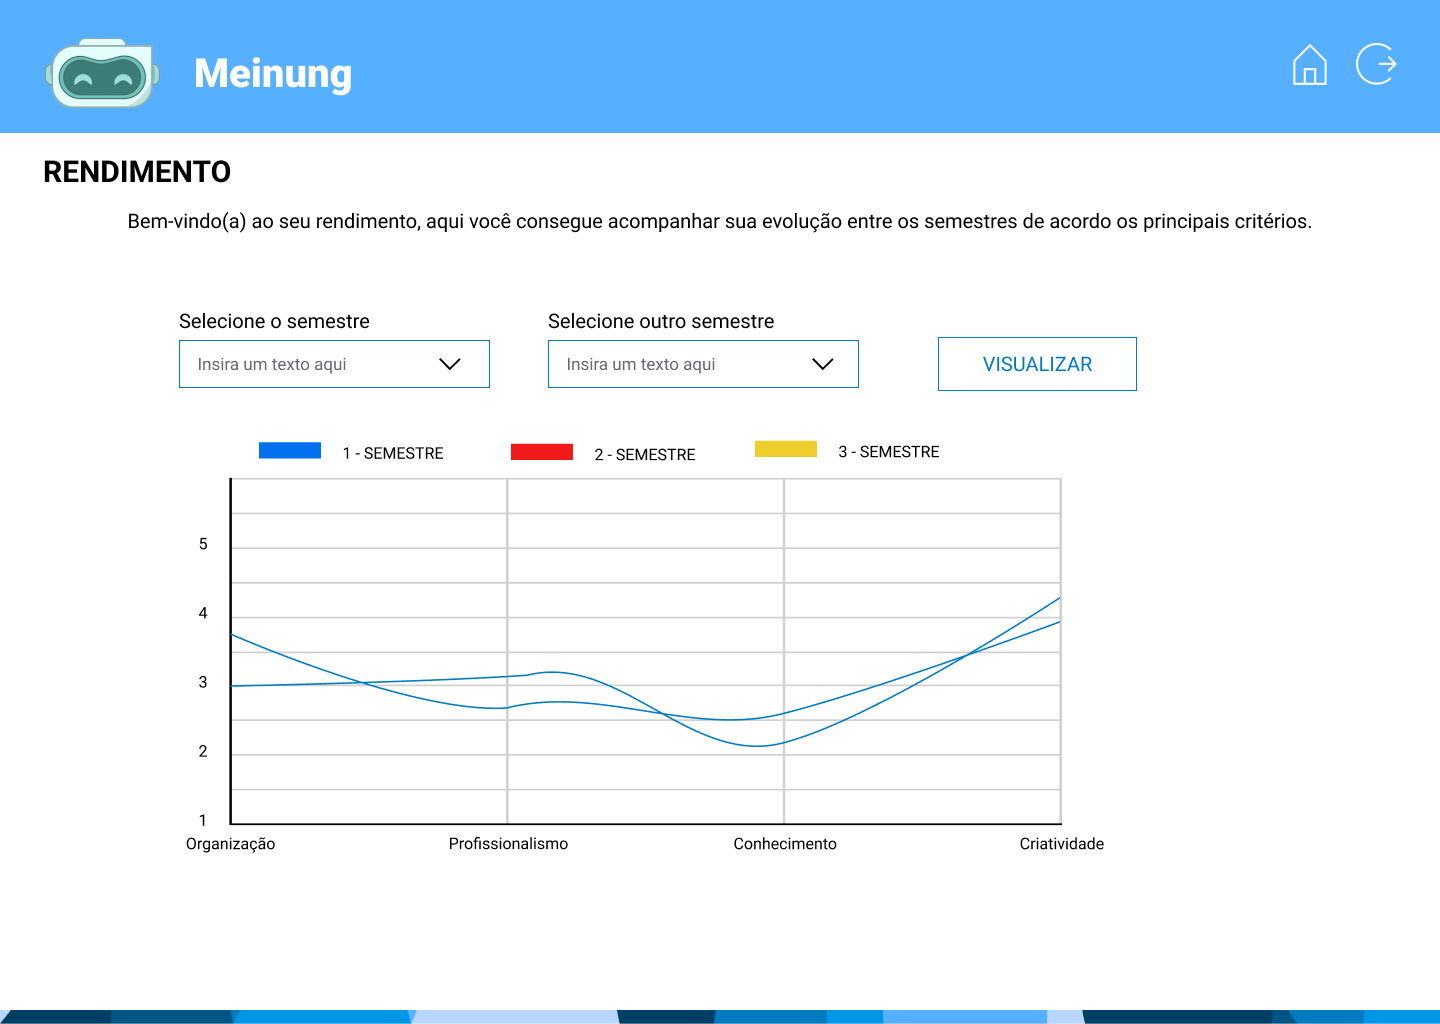 Meinung
RENDIMENTO
Bem-vindo(a) ao seu rendimento, aqui você consegue acompanhar sua evolução entre os semestres de acordo os principais critérios.
Selecione o semestre
Selecione outro semestre
Insira um texto aqui
Insira um texto aqui
VISUALIZAR
1 - SEMESTRE
2 - SEMESTRE
3 - SEMESTRE
5
4
3
2
1
Organização
Profissionalismo
Conhecimento
Criatividade